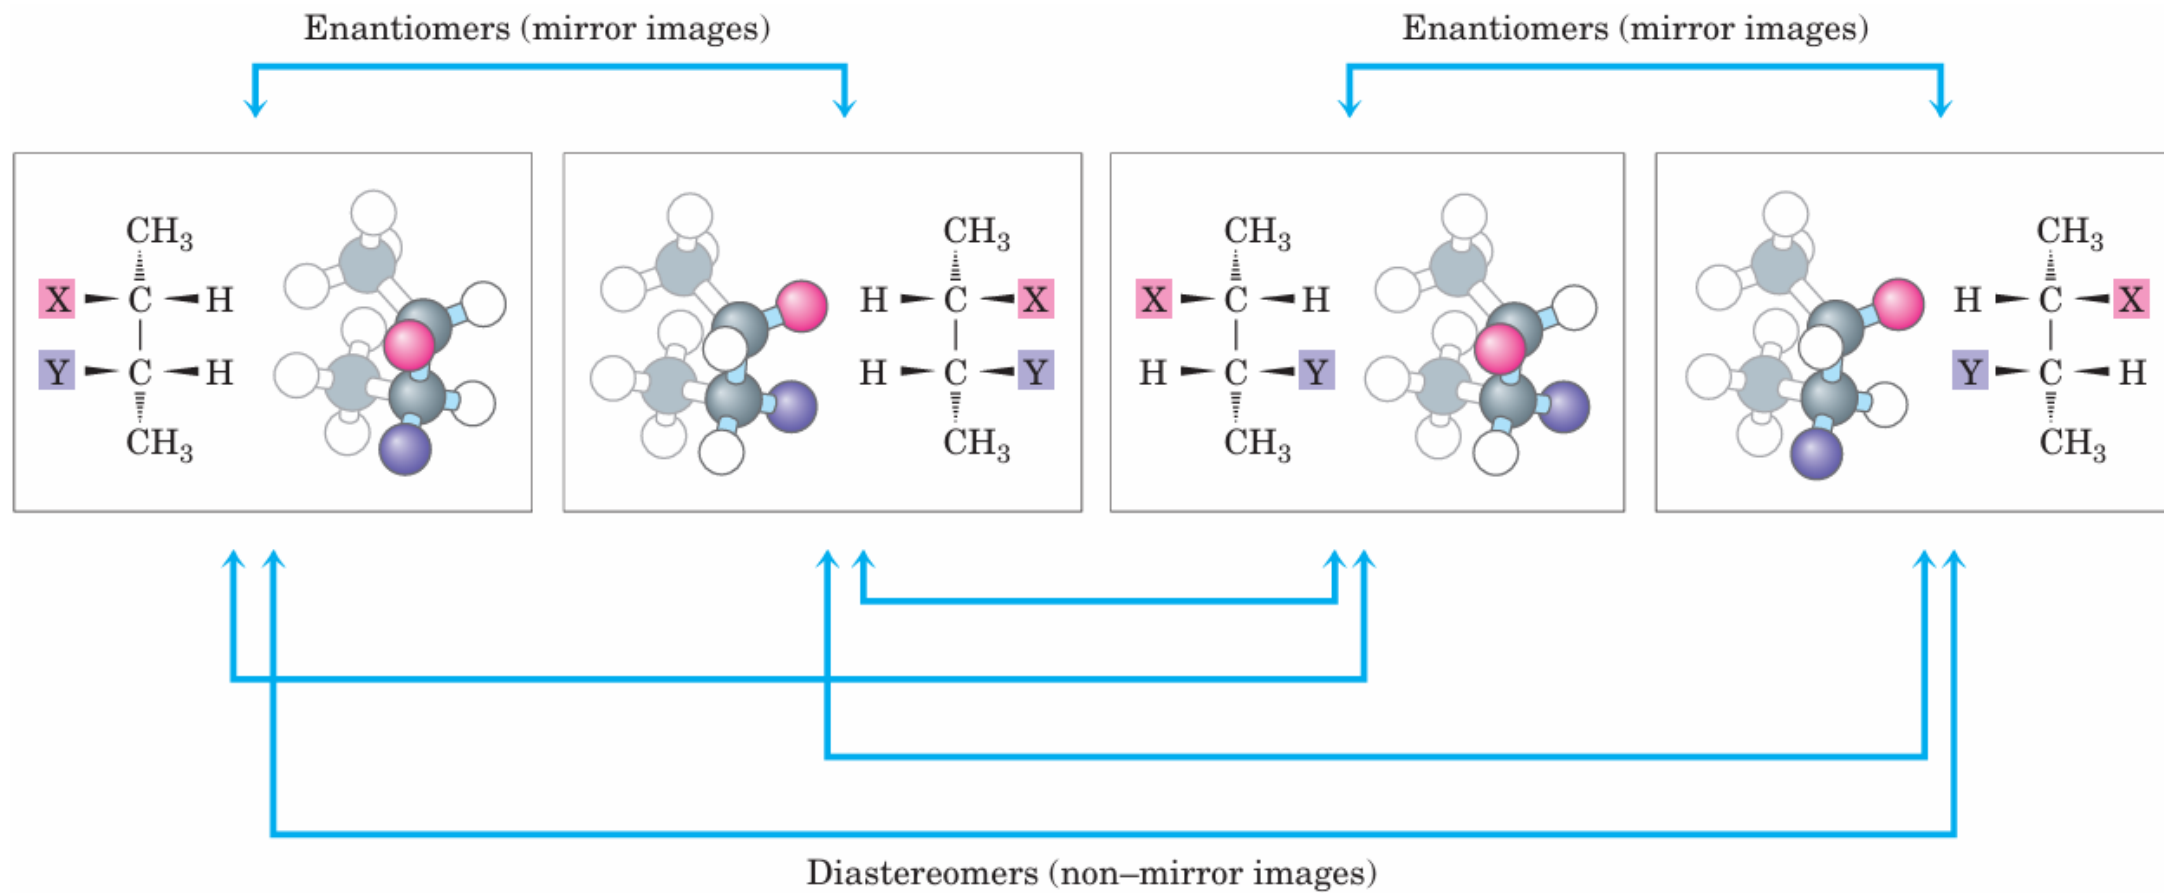 Enantiomers (mirror images) Enantiomers (mirror images)
CH₃ CH₃ CH₃ CH₃
X C H H C X X C H H C X
Y C H H C Y H C Y Y C H
CH₃ CH₃ CH₃ CH₃
Diastereomers (non–mirror images)